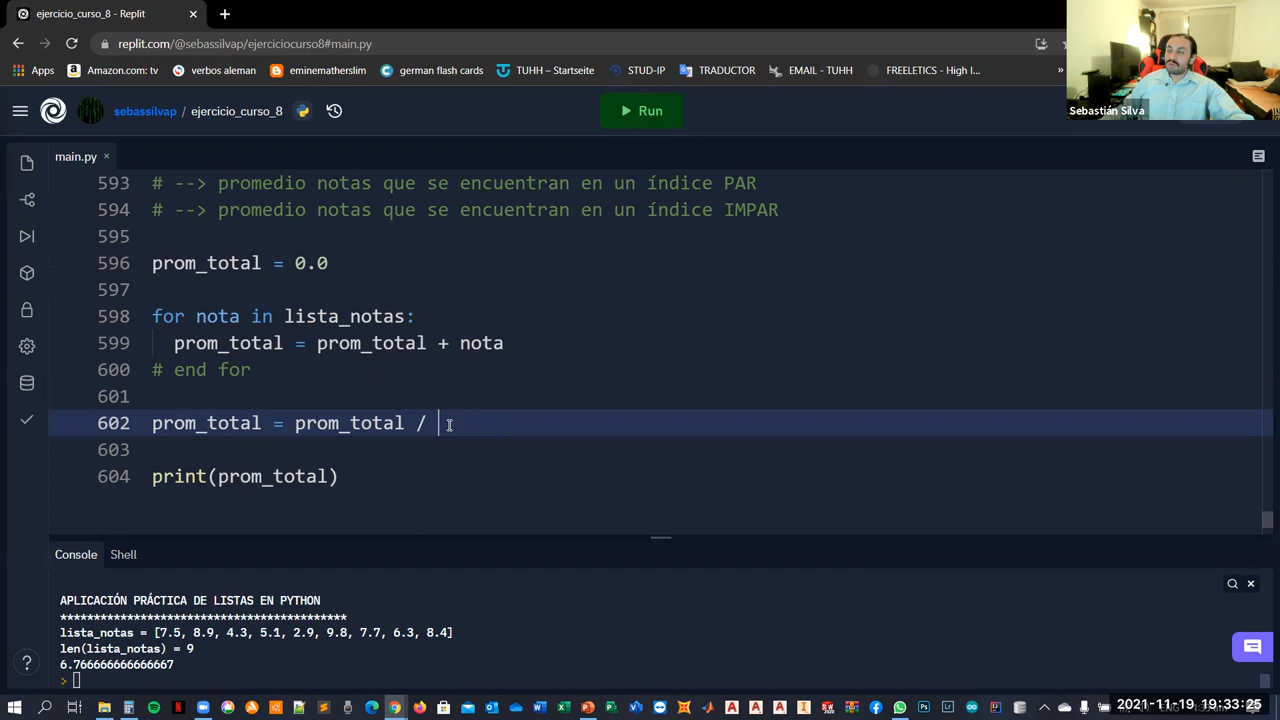 ejercicio_curso_8 - Replit
replit.com/@sebassilvap/ejerciciocurso8#main.py
Apps
Amazon.com: tv
verbos aleman
eminematherslim
german flash cards
TUHH – Startseite
STUD-IP
TRADUCTOR
EMAIL - TUHH
FREELETICS - High I...
»
Sebastián Silva
sebassilvap / ejercicio_curso_8
Run
main.py
593 # --> promedio notas que se encuentran en un índice PAR
594 # --> promedio notas que se encuentran en un índice IMPAR
595
596 prom_total = 0.0
597
598 for nota in lista_notas:
599 prom_total = prom_total + nota
600 # end for
601
602 prom_total = prom_total /
603
604 print(prom_total)
Console
Shell
APLICACIÓN PRÁCTICA DE LISTAS EN PYTHON
*****************************************
lista_notas = [7.5, 8.9, 4.3, 5.1, 2.9, 9.8, 7.7, 6.3, 8.4]
len(lista_notas) = 9
6.766666666666667
>
2021-11-19 19:33:25